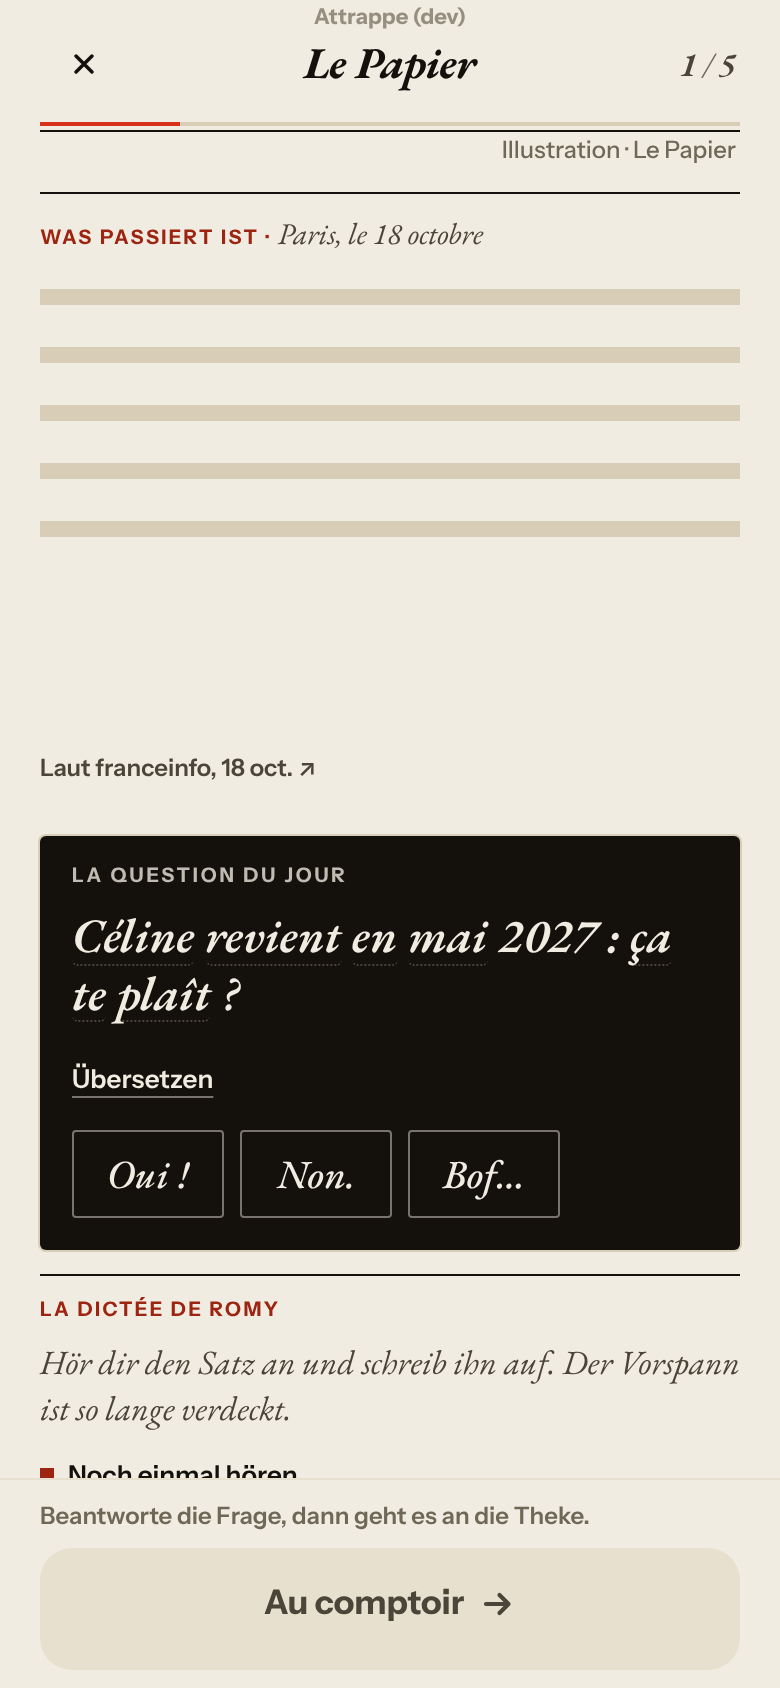 Attrappe (dev)
× Le Papier 1 / 5
Illustration · Le Papier
WAS PASSIERT IST · Paris, le 18 octobre
Laut franceinfo, 18 oct. ↗
LA QUESTION DU JOUR
Céline revient en mai 2027 : ça
te plaît ?
Übersetzen
Oui ! Non. Bof...
LA DICTÉE DE ROMY
Hör dir den Satz an und schreib ihn auf. Der Vorspann
ist so lange verdeckt.
Noch einmal hören
Beantworte die Frage, dann geht es an die Theke.
Au comptoir →